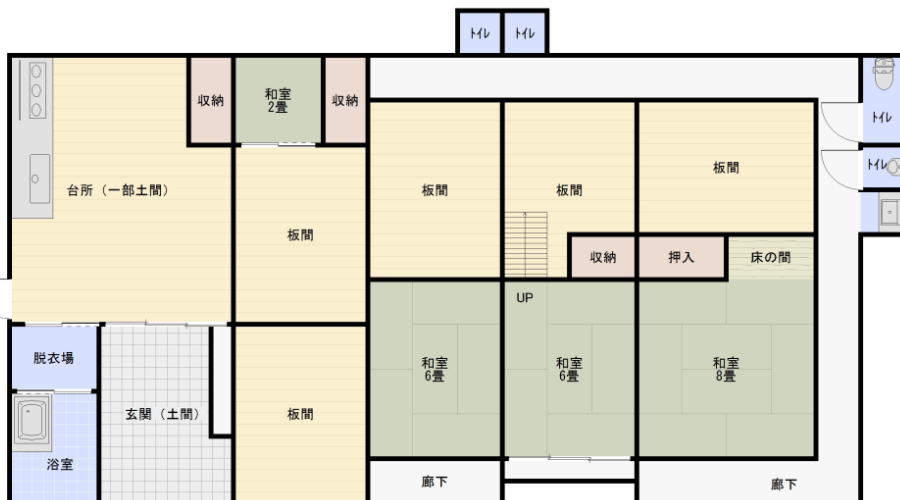 トイレ
トイレ
収納
和室
2畳
収納
トイレ
台所（一部土間）
板間
板間
板間
板間
トイレ
収納
押入
床の間
UP
脱衣場
和室
6畳
和室
6畳
和室
8畳
玄関（土間）
板間
浴室
廊下
廊下